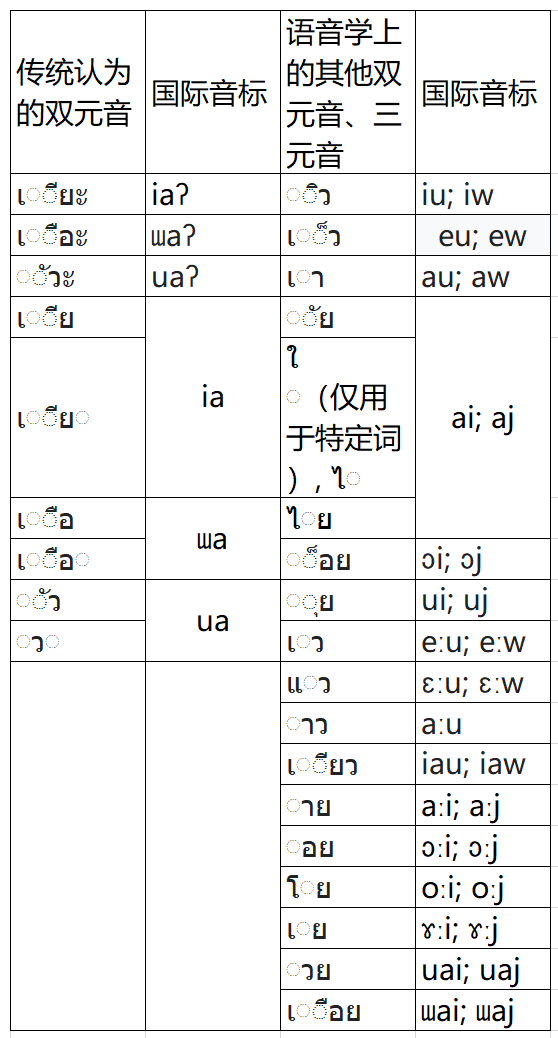 传统认为的双元音 国际音标 语音学上的其他双元音、三元音 国际音标
เ◌ียะ iaʔ ◌ิว iu; iw
เ◌ือะ ɯaʔ เ◌็ว eu; ew
◌ัวะ uaʔ เ◌า au; aw
เ◌ีย ia ◌ัย ai; aj
เ◌ีย◌ ใ◌（仅用于特定词）, ไ◌
เ◌ือ ɯa ไ◌ย
เ◌ือ◌ ◌็อย ɔi; ɔj
◌ัว ua ◌ุย ui; uj
◌ว◌ เ◌ว eːu; eːw
แ◌ว ɛːu; ɛːw
◌าว aːu
เ◌ียว iau; iaw
◌าย aːi; aːj
◌อย ɔːi; ɔːj
โ◌ย oːi; oːj
เ◌ย ɤːi; ɤːj
◌วย uai; uaj
เ◌ือย ɯai; ɯaj